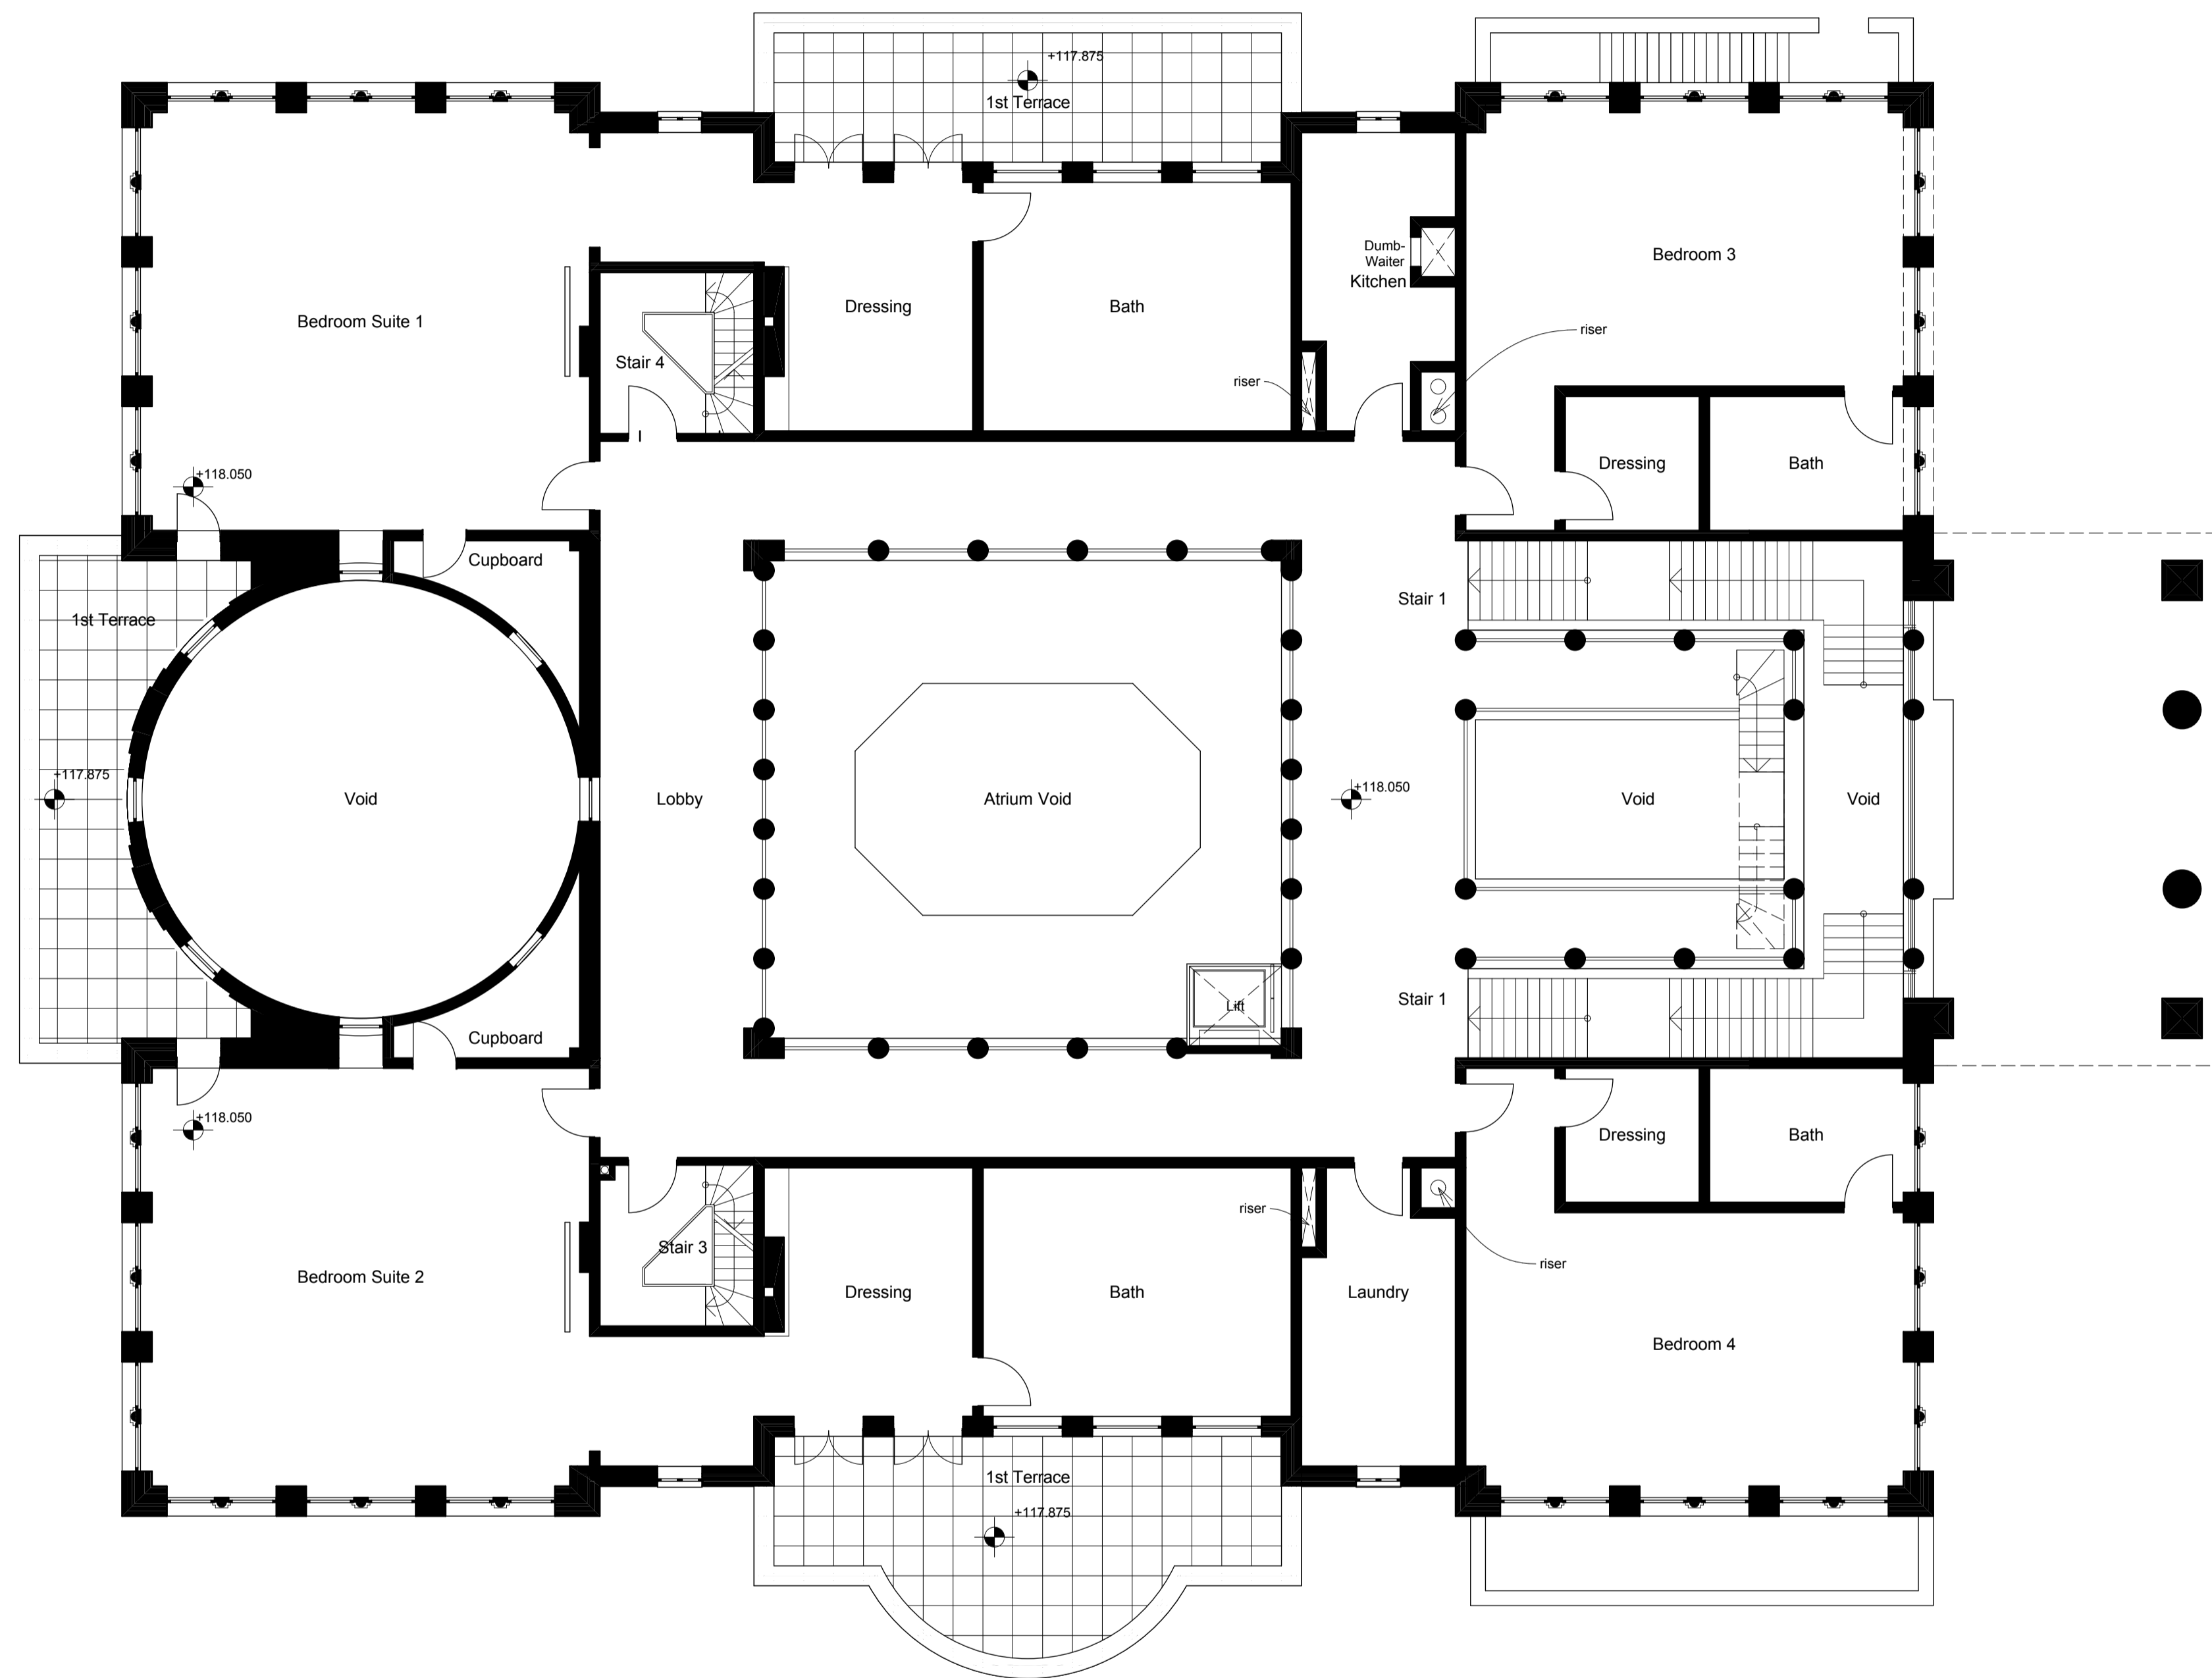 +117.875
1st Terrace
Dumb-
Waiter
Kitchen
Bedroom 3
Dressing
Bath
Bedroom Suite 1
riser
Stair 4
riser
Dressing
Bath
+118.050
Cupboard
Stair 1
1st Terrace
+117.875
Void
Lobby
Atrium Void
+118.050
Void
Void
Lift
Stair 1
Cupboard
+118.050
Dressing
Bath
riser
Stair 3
riser
Bedroom Suite 2
Dressing
Bath
Laundry
Bedroom 4
1st Terrace
+117.875